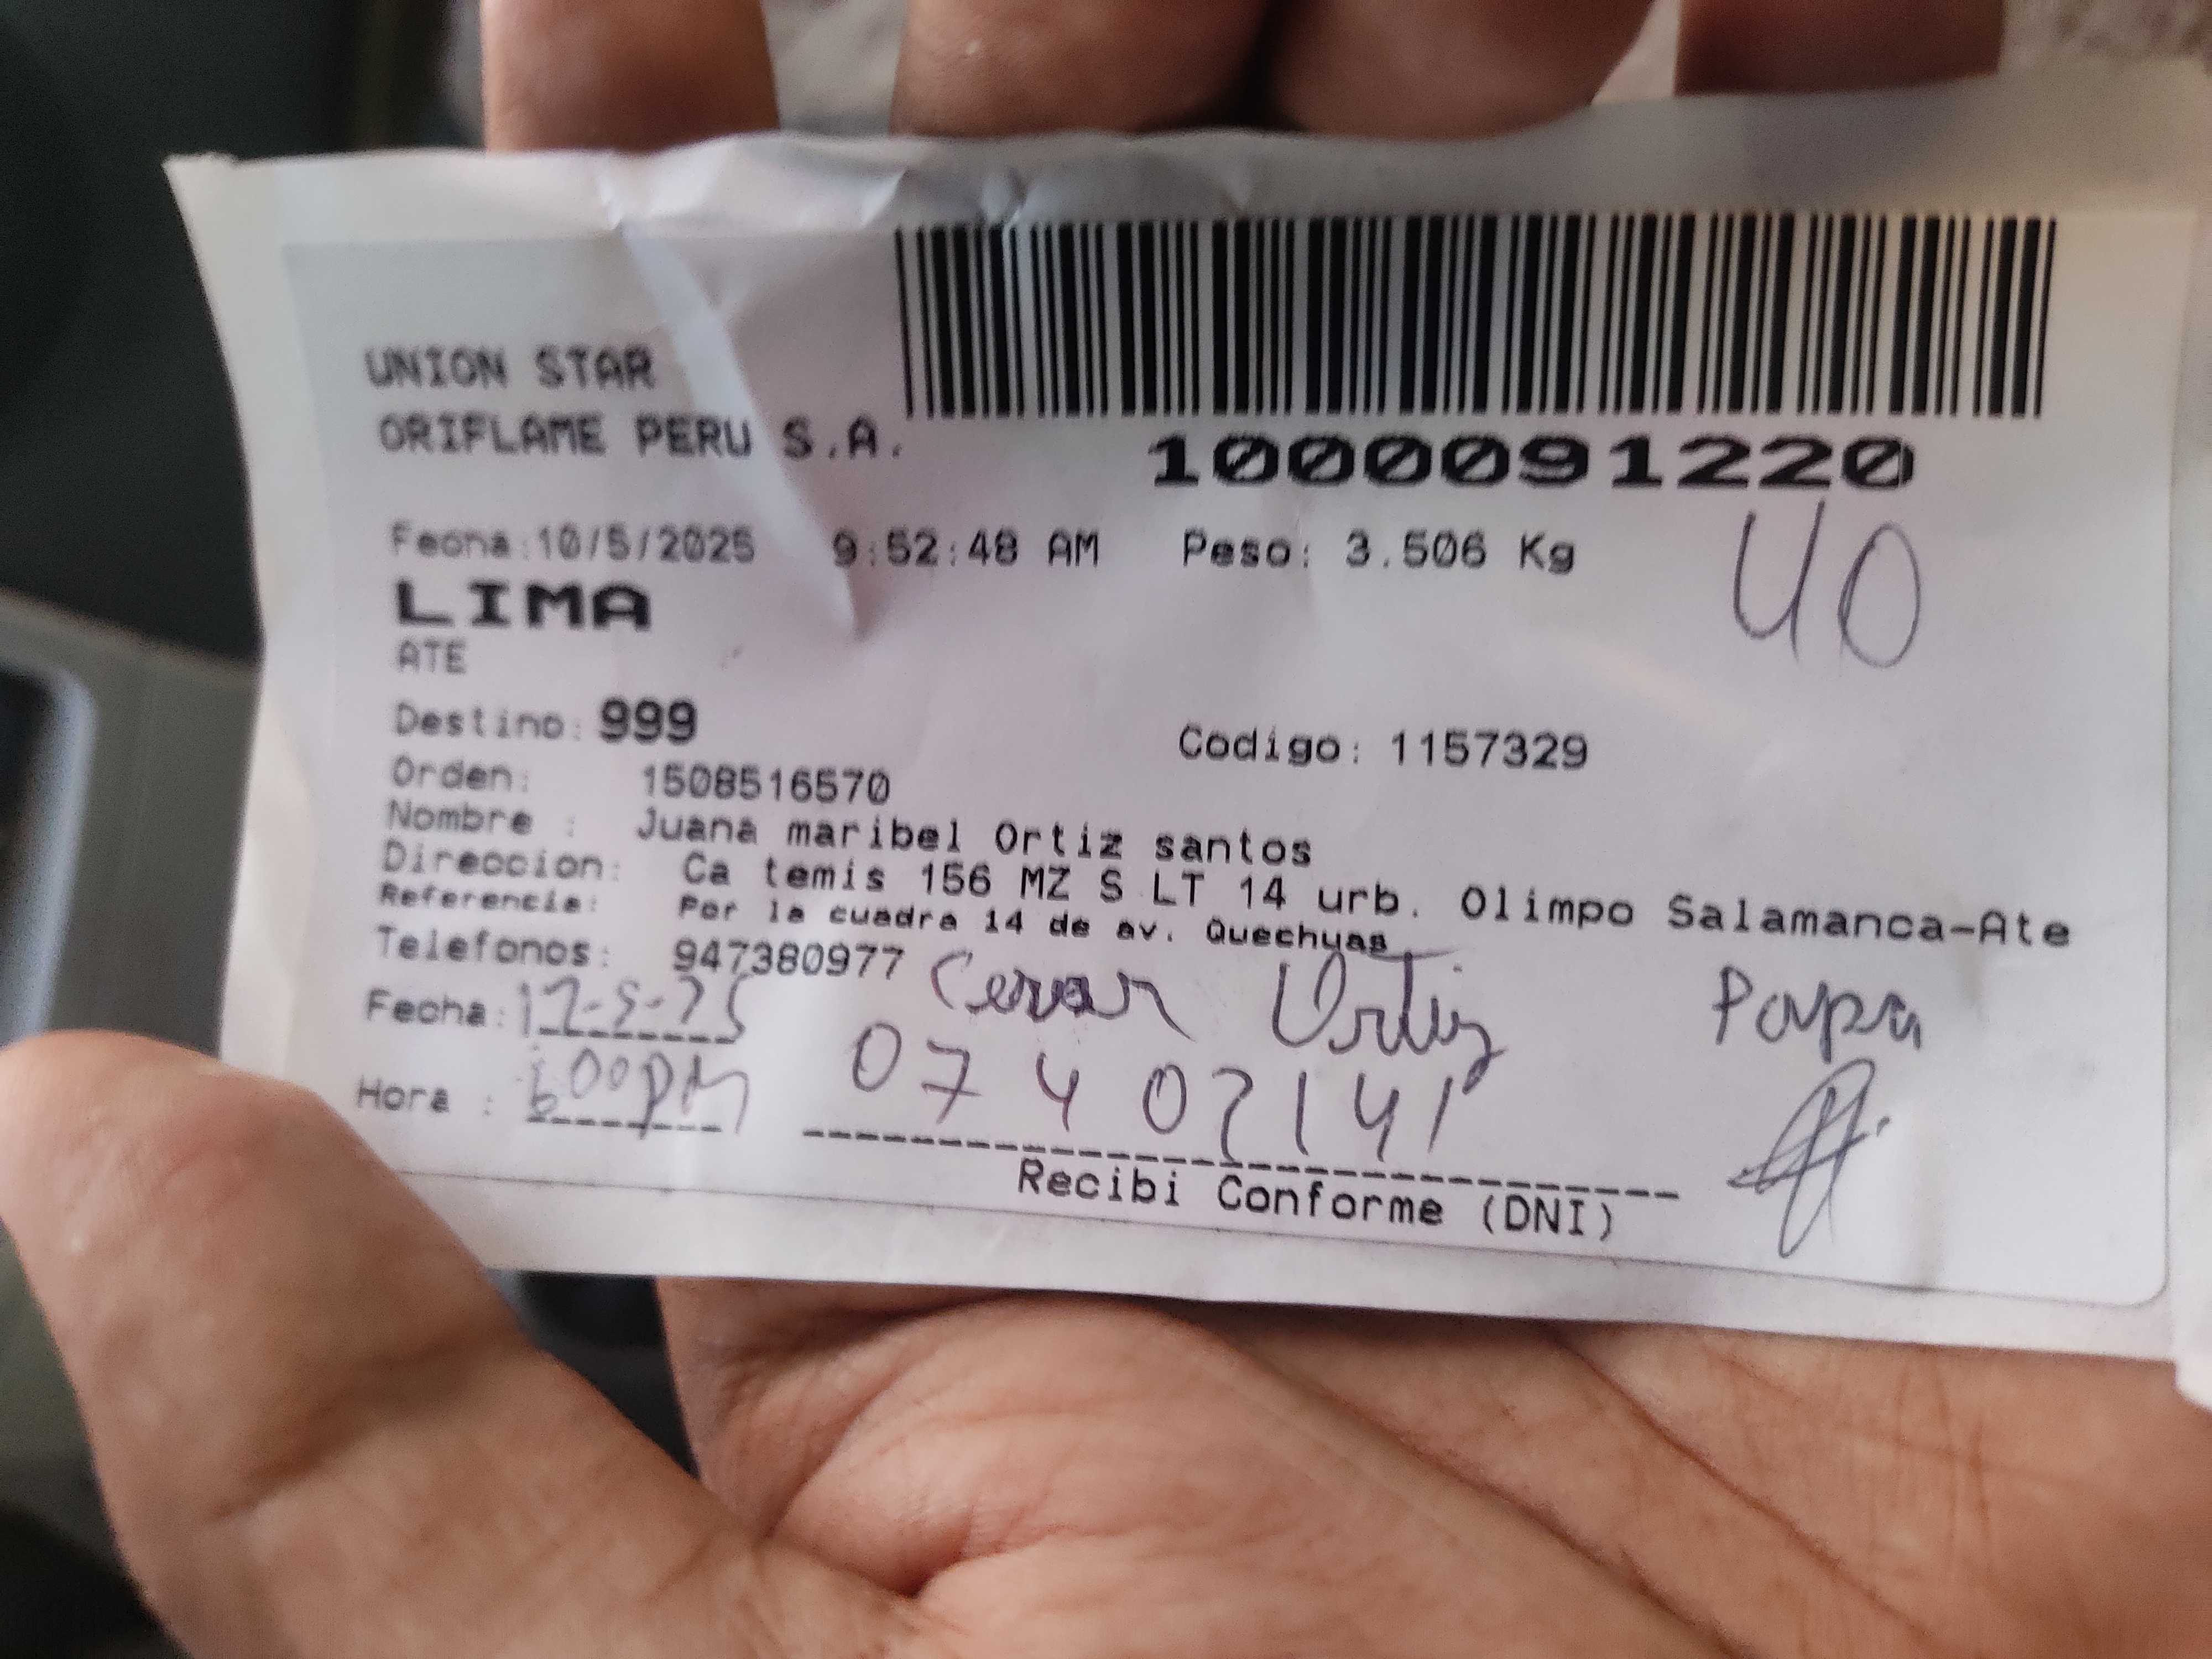 UNION STAR
ORIFLAME PERU S.A.
1000091220
Fecha:10/5/2025 9:52:48 AM Peso: 3.506 Kg
40
LIMA
ATE
Destino: 999 Codigo: 1157329
Orden: 1508516570
Nombre : Juana maribel Ortiz santos
Direccion: Ca temis 156 MZ S LT 14 urb. Olimpo Salamanca-Ate
Referencia: Por la cuadra 14 de av. Quechuas
Telefonos: 947380977
Cesar Ortiz Papa
Fecha: 12-5-25
07402141
Hora : 6:00pm
Recibi Conforme (DNI)